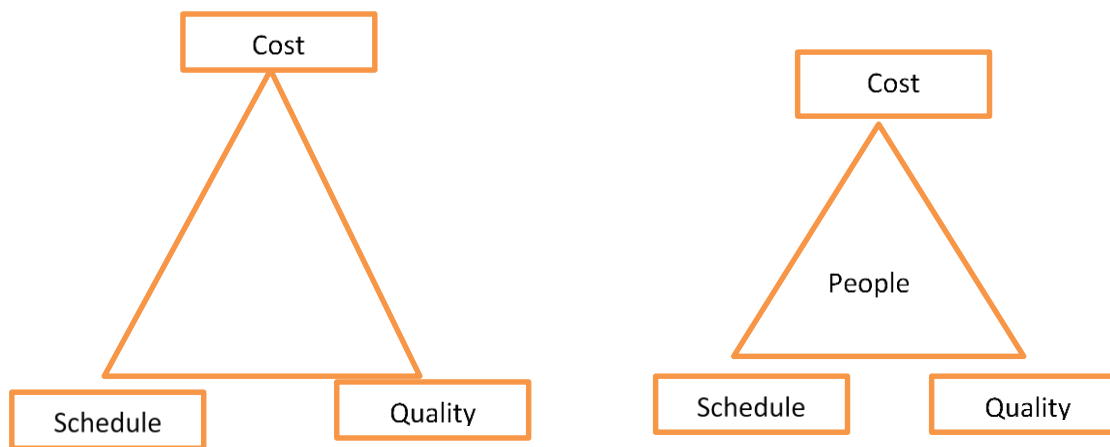 Cost
Schedule
Quality
Cost
People
Schedule
Quality